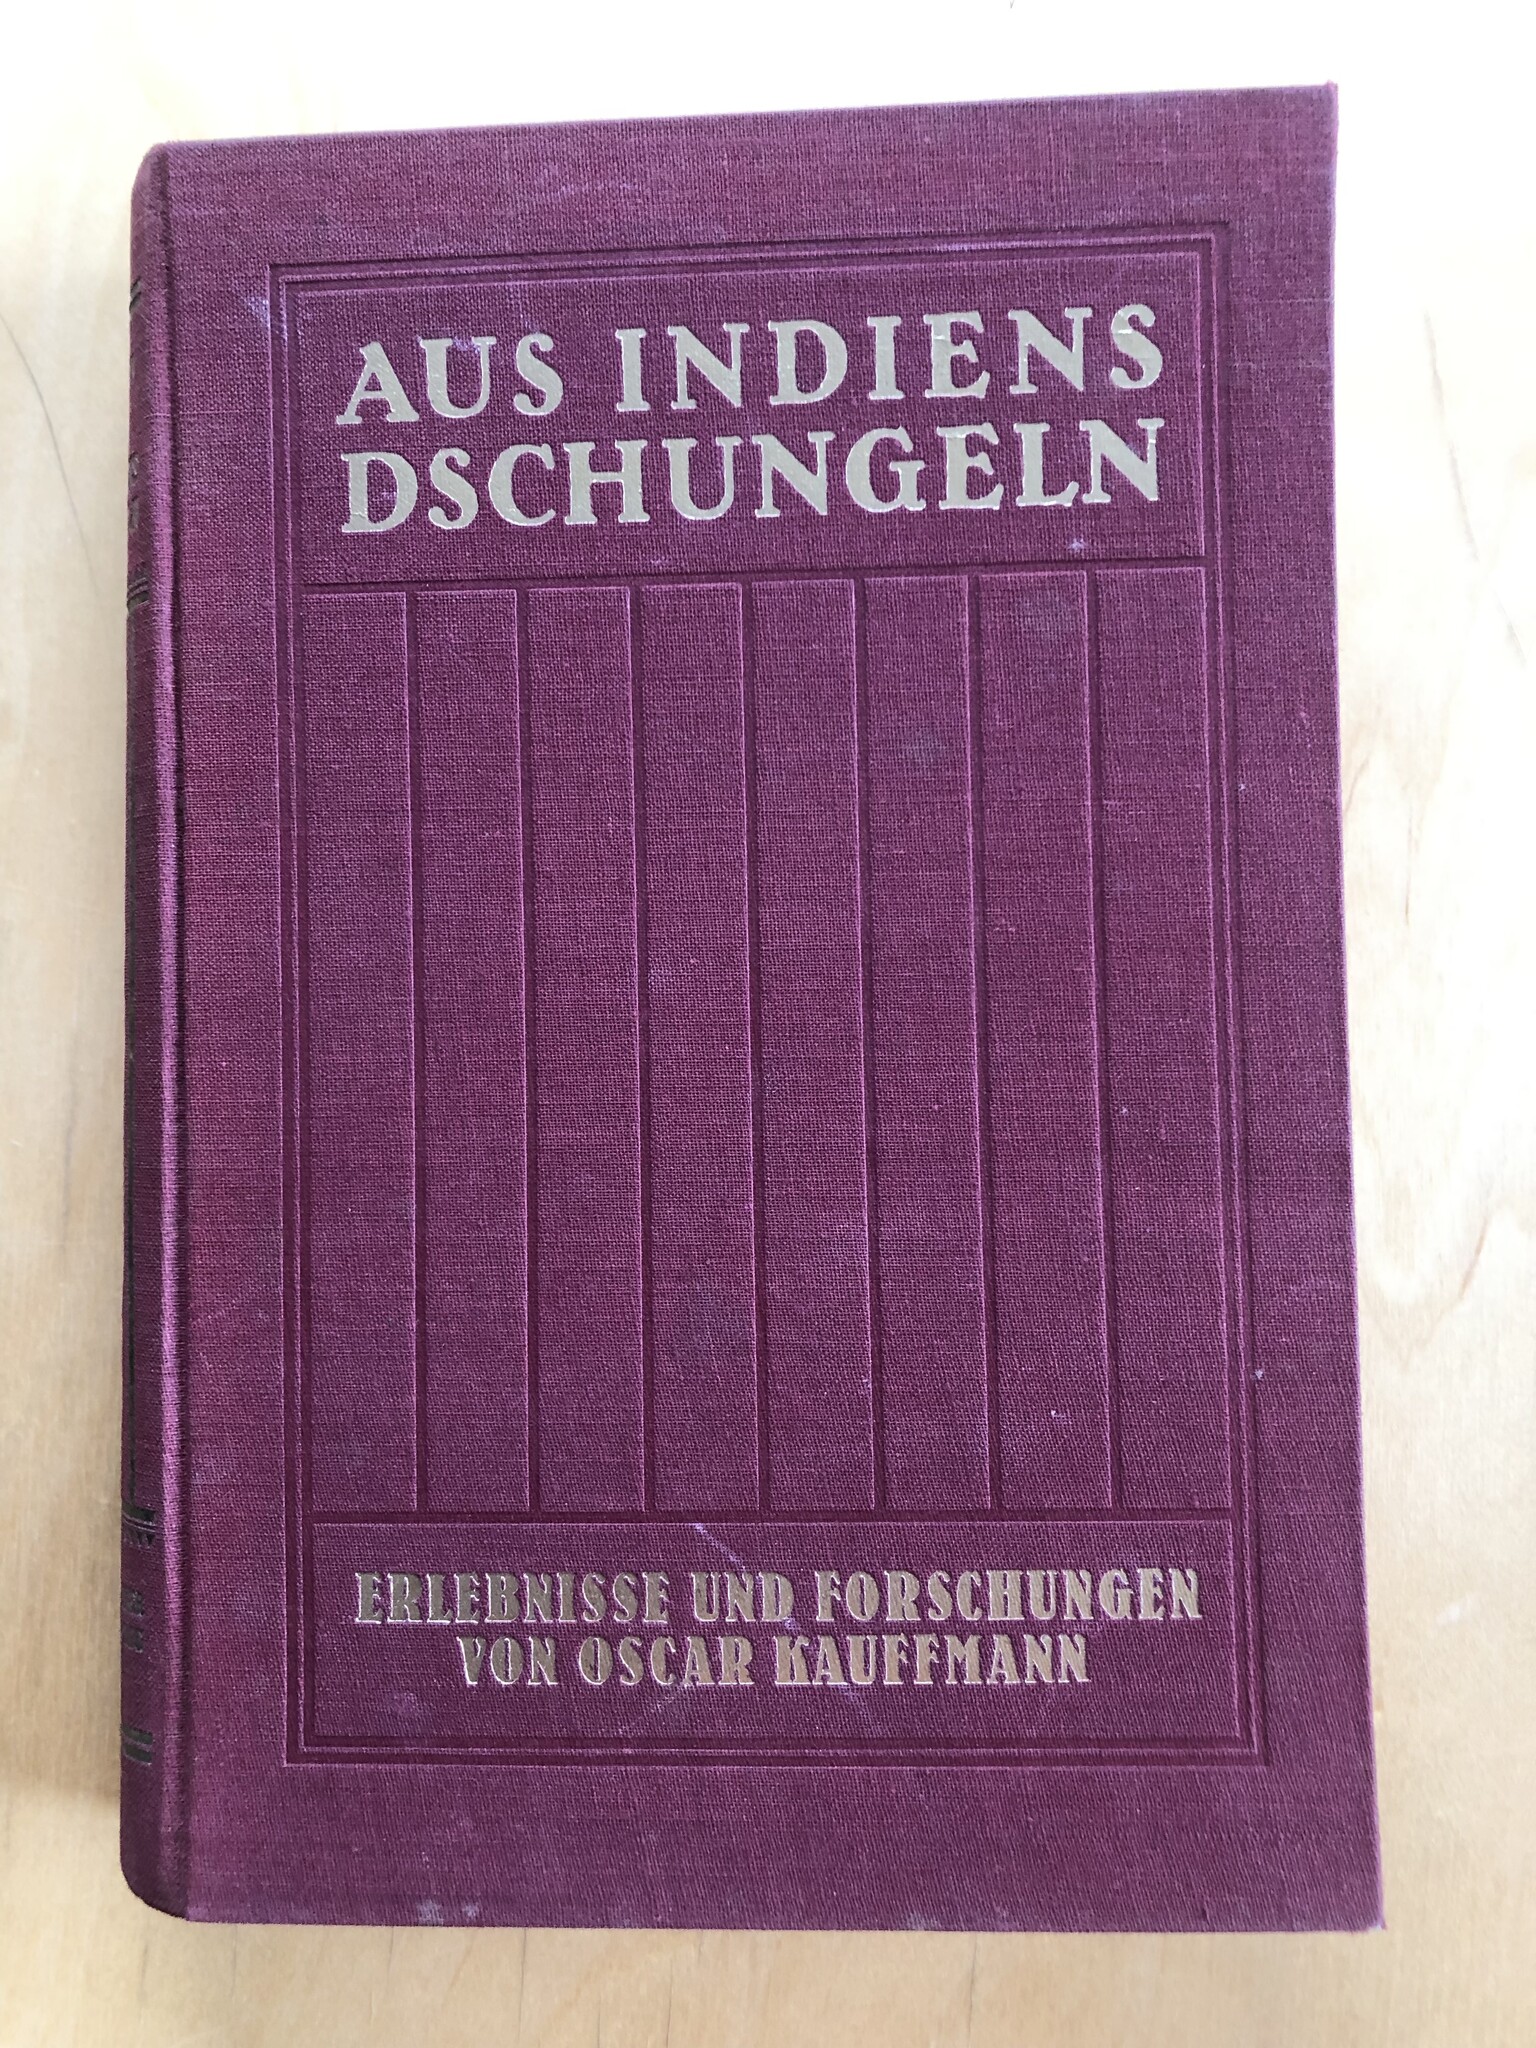 AUS INDIENS
DSCHUNGELN
ERLEBNISSE UND FORSCHUNGEN
VON OSCAR KAUFFMANN